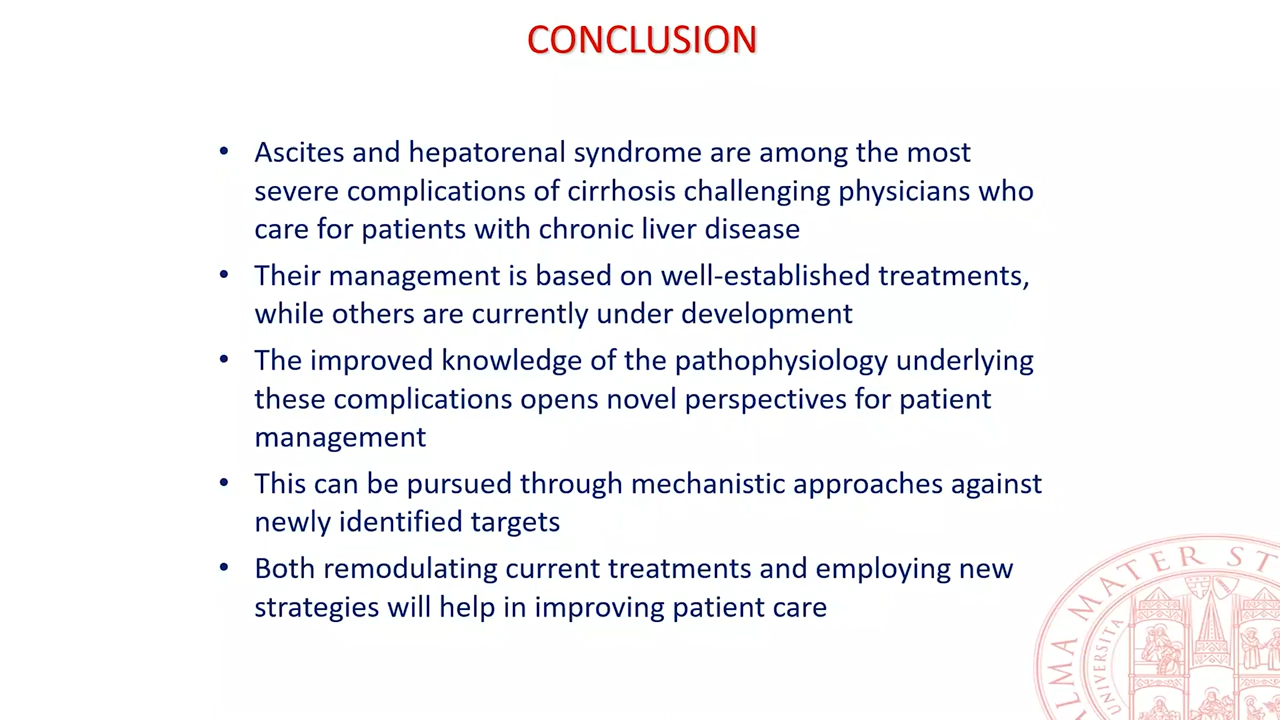 CONCLUSION
• Ascites and hepatorenal syndrome are among the most
severe complications of cirrhosis challenging physicians who
care for patients with chronic liver disease
• Their management is based on well-established treatments,
while others are currently under development
• The improved knowledge of the pathophysiology underlying
these complications opens novel perspectives for patient
management
• This can be pursued through mechanistic approaches against
newly identified targets
• Both remodulating current treatments and employing new
strategies will help in improving patient care
LMA MATER ST
UNIVERSITA